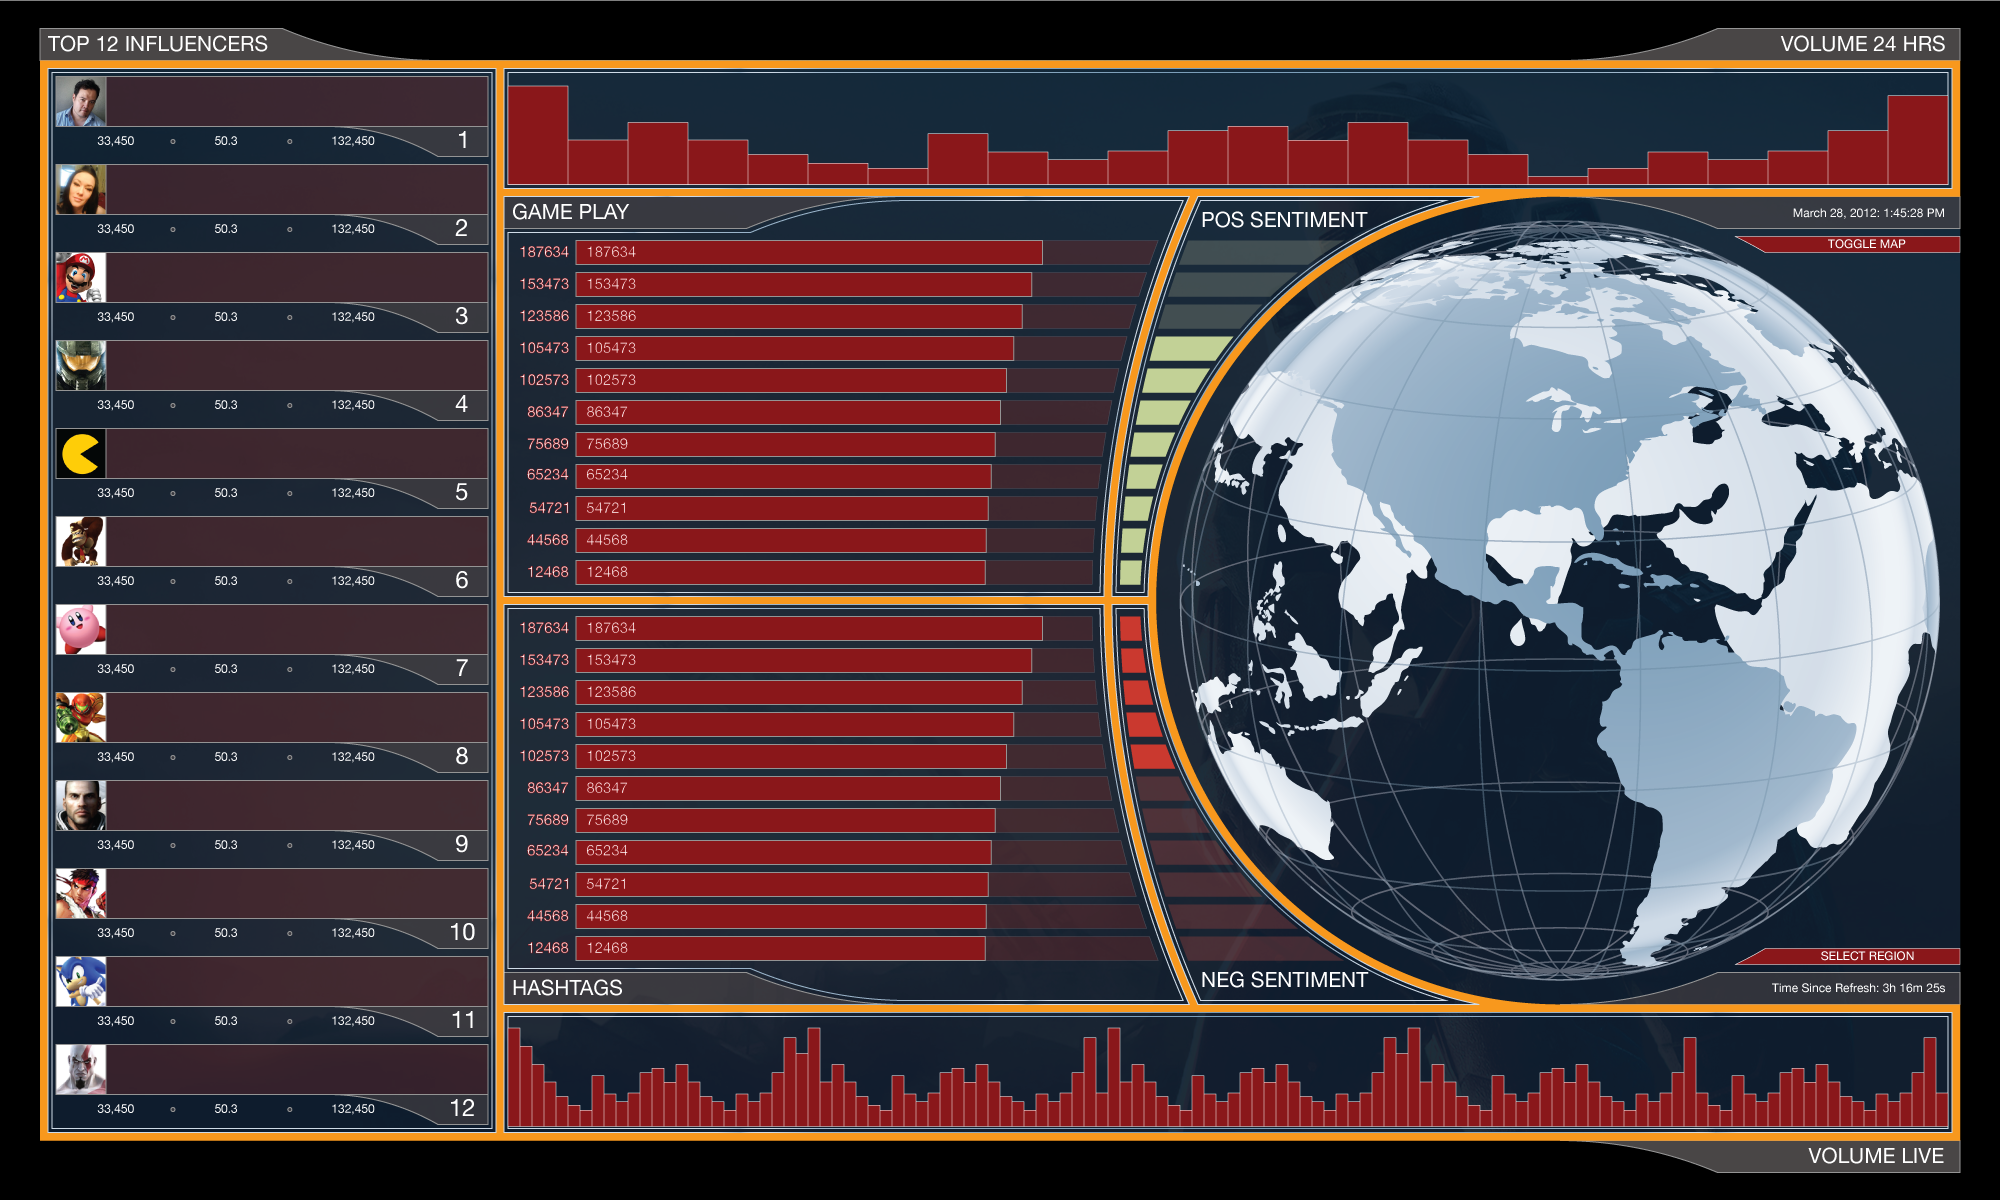 TOP 12 INFLUENCERS
VOLUME 24 HRS
33,450 50.3 132,450 1
33,450 50.3 132,450 2
33,450 50.3 132,450 3
33,450 50.3 132,450 4
33,450 50.3 132,450 5
33,450 50.3 132,450 6
33,450 50.3 132,450 7
33,450 50.3 132,450 8
33,450 50.3 132,450 9
33,450 50.3 132,450 10
33,450 50.3 132,450 11
33,450 50.3 132,450 12
GAME PLAY
187634 187634
153473 153473
123586 123586
105473 105473
102573 102573
86347 86347
75689 75689
65234 65234
54721 54721
44568 44568
12468 12468
187634 187634
153473 153473
123586 123586
105473 105473
102573 102573
86347 86347
75689 75689
65234 65234
54721 54721
44568 44568
12468 12468
HASHTAGS
POS SENTIMENT
NEG SENTIMENT
March 28, 2012: 1:45:28 PM
TOGGLE MAP
SELECT REGION
Time Since Refresh: 3h 16m 25s
VOLUME LIVE